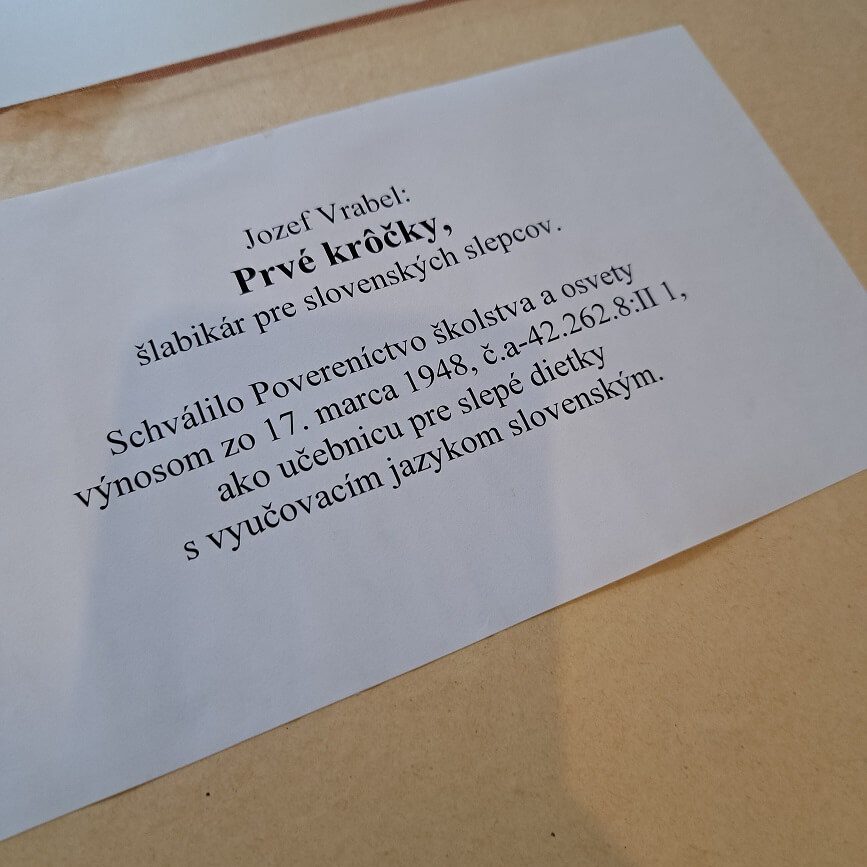 Jozef Vrabel:
Prvé krôčky,
šlabikár pre slovenských slepcov.
Schválilo Povereníctvo školstva a osvety
výnosom zo 17. marca 1948, č.a-42.262.8:II 1,
ako učebnicu pre slepé dietky
s vyučovacím jazykom slovenským.